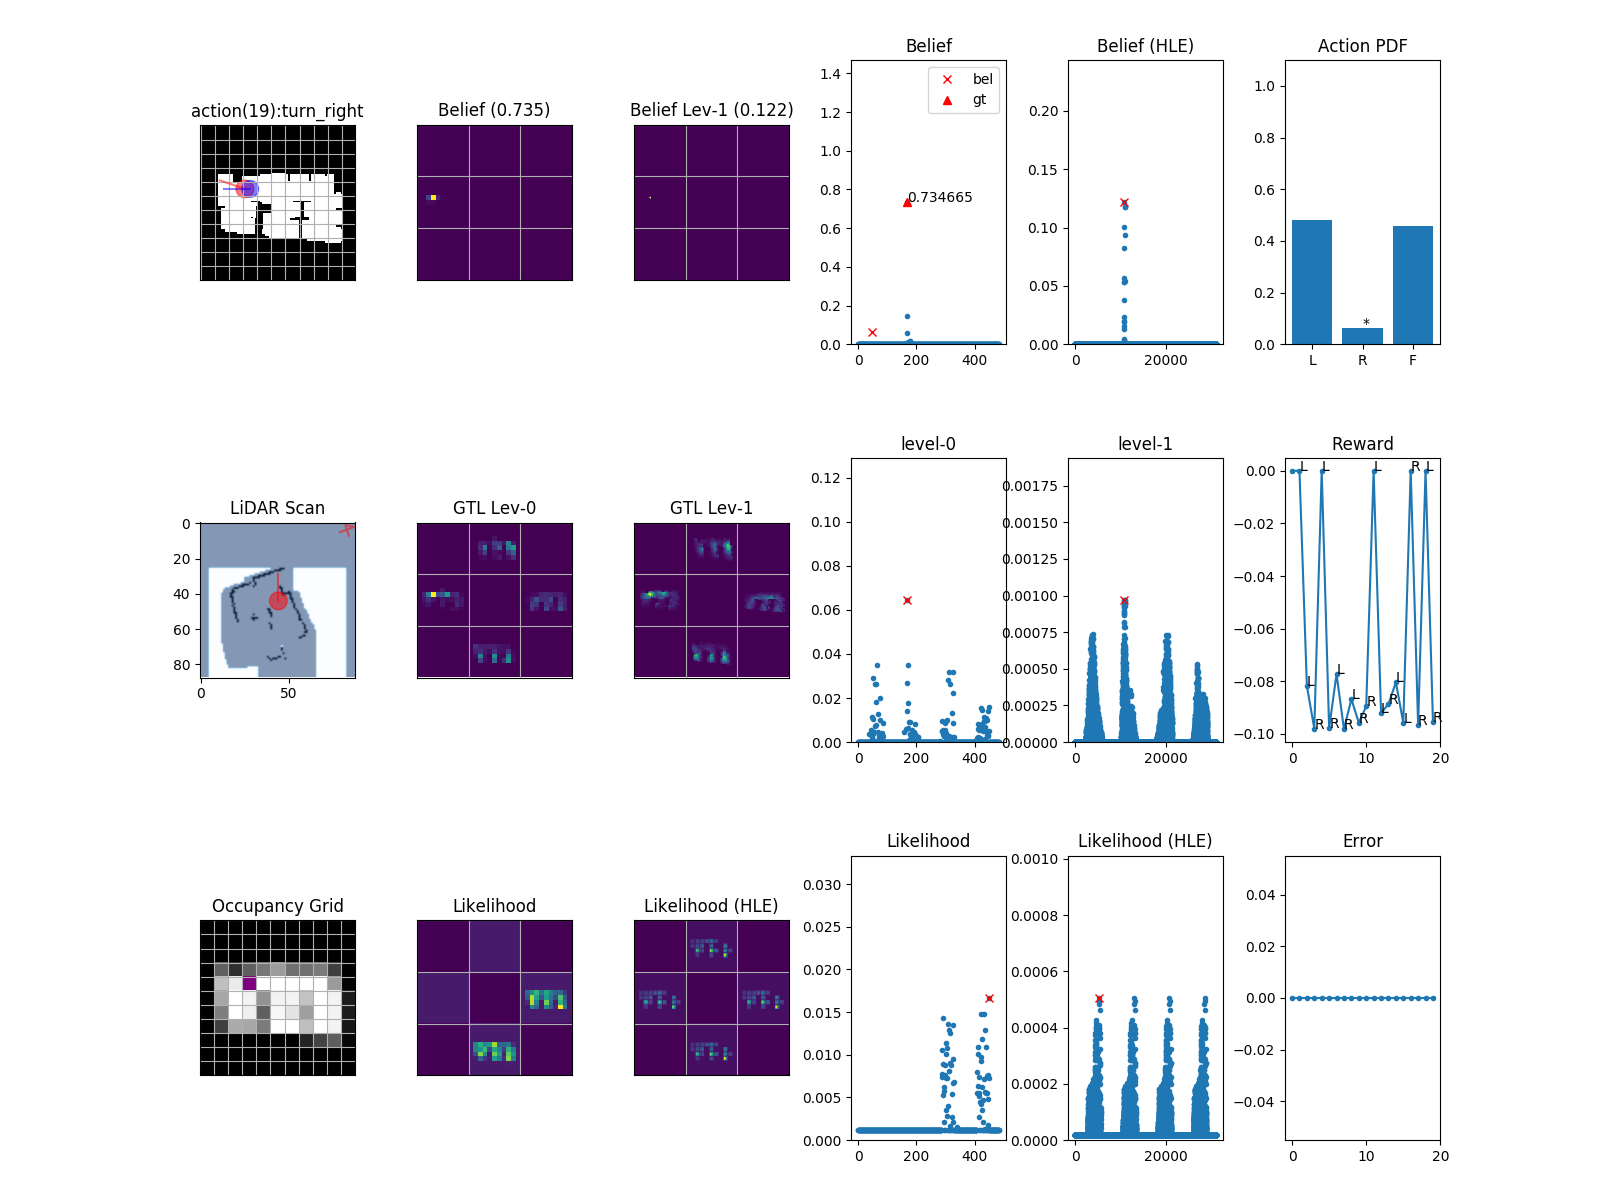 action(19):turn_right
Belief (0.735)
Belief Lev-1 (0.122)
Belief
1.4
1.2
1.0
0.8
0.6
0.4
0.2
0.0
bel
gt
0.734665
0 200 400
Belief (HLE)
0.20
0.15
0.10
0.05
0.00
0 20000
Action PDF
1.0
0.8
0.6
0.4
0.2
0.0
*
L R F
LiDAR Scan
0
20
40
60
80
0 50
GTL Lev-0
GTL Lev-1
level-0
0.12
0.10
0.08
0.06
0.04
0.02
0.00
0 200 400
level-1
0.00175
0.00150
0.00125
0.00100
0.00075
0.00050
0.00025
0.00000
0 20000
Reward
0.00
−0.02
−0.04
−0.06
−0.08
−0.10
L L R R L R L R R L L R L L R R L R
0 10 20
Occupancy Grid
Likelihood
Likelihood (HLE)
Likelihood
0.030
0.025
0.020
0.015
0.010
0.005
0.000
0 200 400
Likelihood (HLE)
0.0010
0.0008
0.0006
0.0004
0.0002
0.0000
0 20000
Error
0.04
0.02
0.00
−0.02
−0.04
0 10 20